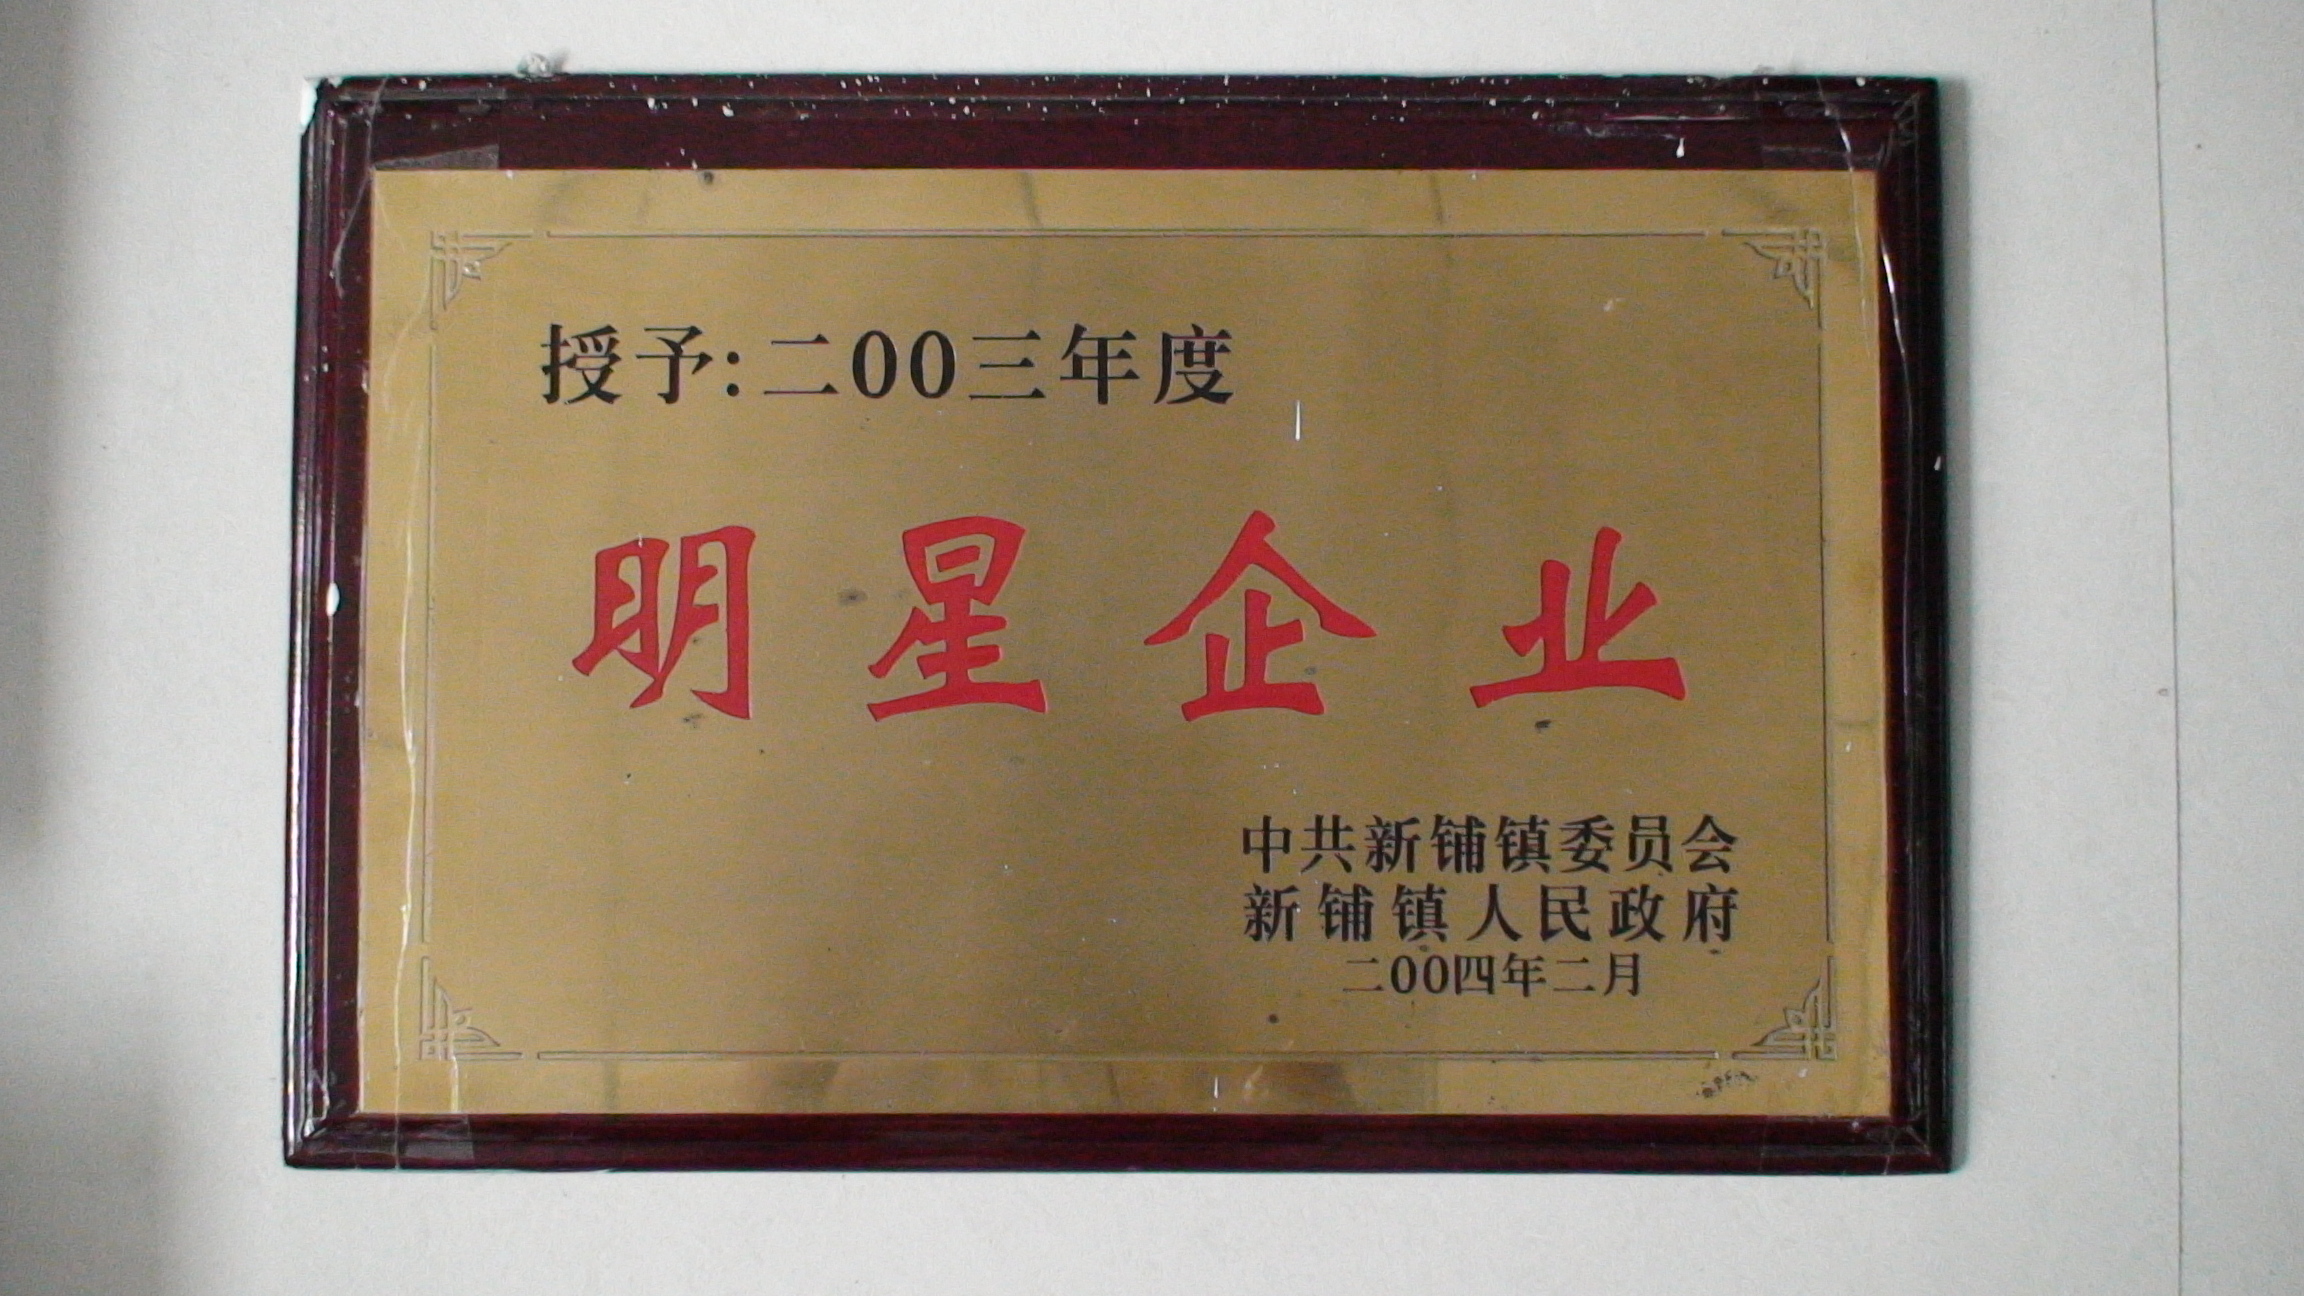 授予:二00三年度
明星企业
中共新铺镇委员会
新铺镇人民政府
二00四年二月